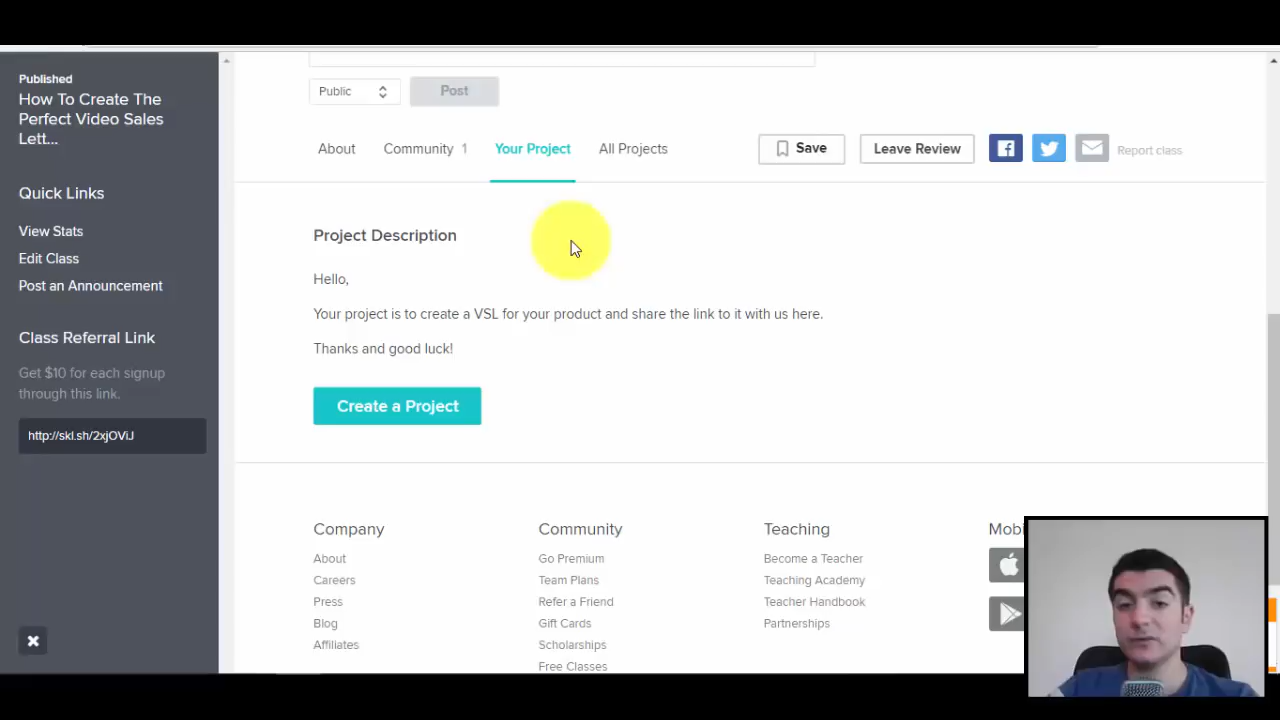 Published
How To Create The
Perfect Video Sales
Lett...
Quick Links
View Stats
Edit Class
Post an Announcement
Class Referral Link
Get $10 for each signup
through this link.
http://skl.sh/2xjOViJ
Public
Post
About
Community 1
Your Project
All Projects
Save
Leave Review
Report class
Project Description
Hello,
Your project is to create a VSL for your product and share the link to it with us here.
Thanks and good luck!
Create a Project
Company
About
Careers
Press
Blog
Affiliates
Community
Go Premium
Team Plans
Refer a Friend
Gift Cards
Scholarships
Free Classes
Teaching
Become a Teacher
Teaching Academy
Teacher Handbook
Partnerships